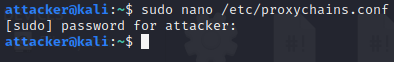 attacker@kali:~$ sudo nano /etc/proxychains.conf
[sudo] password for attacker:
attacker@kali:~$